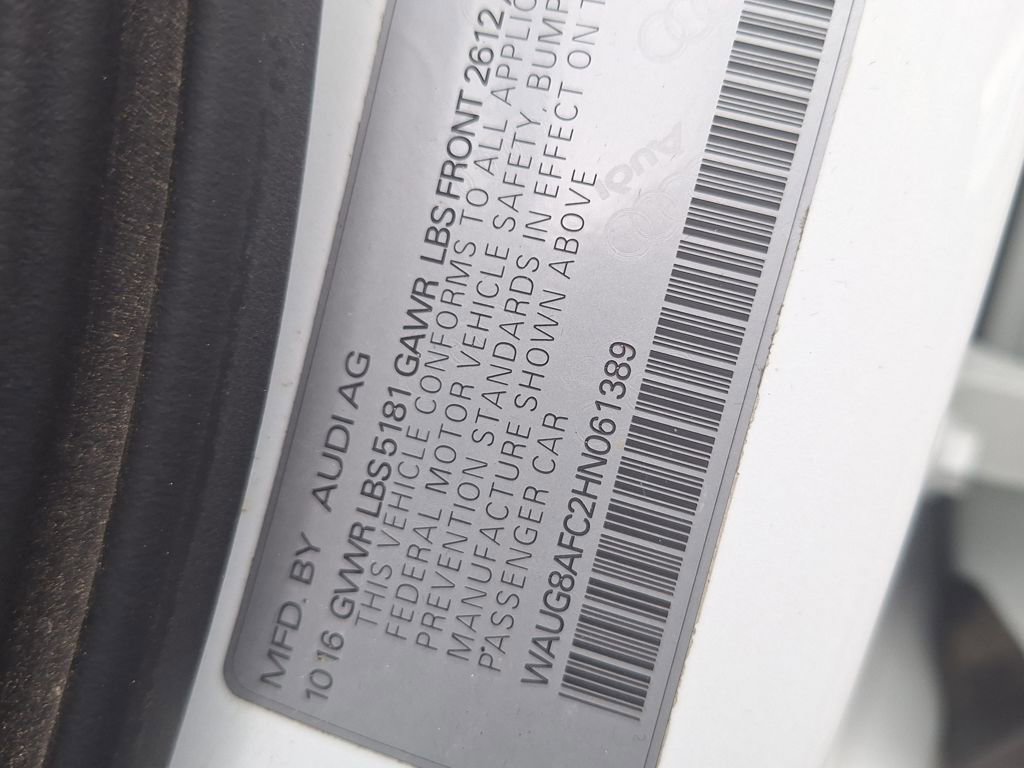 MFD. BY AUDI AG
10 16 GVWR LBS 5181 GAWR LBS FRONT 2612
THIS VEHICLE CONFORMS TO ALL
FEDERAL MOTOR VEHICLE SAFETY, BUMP
PREVENTION STANDARDS IN EFFECT ON
MANUFACTURE SHOWN ABOVE
PASSENGER CAR
WAUG8AFC2HN061389
Audi